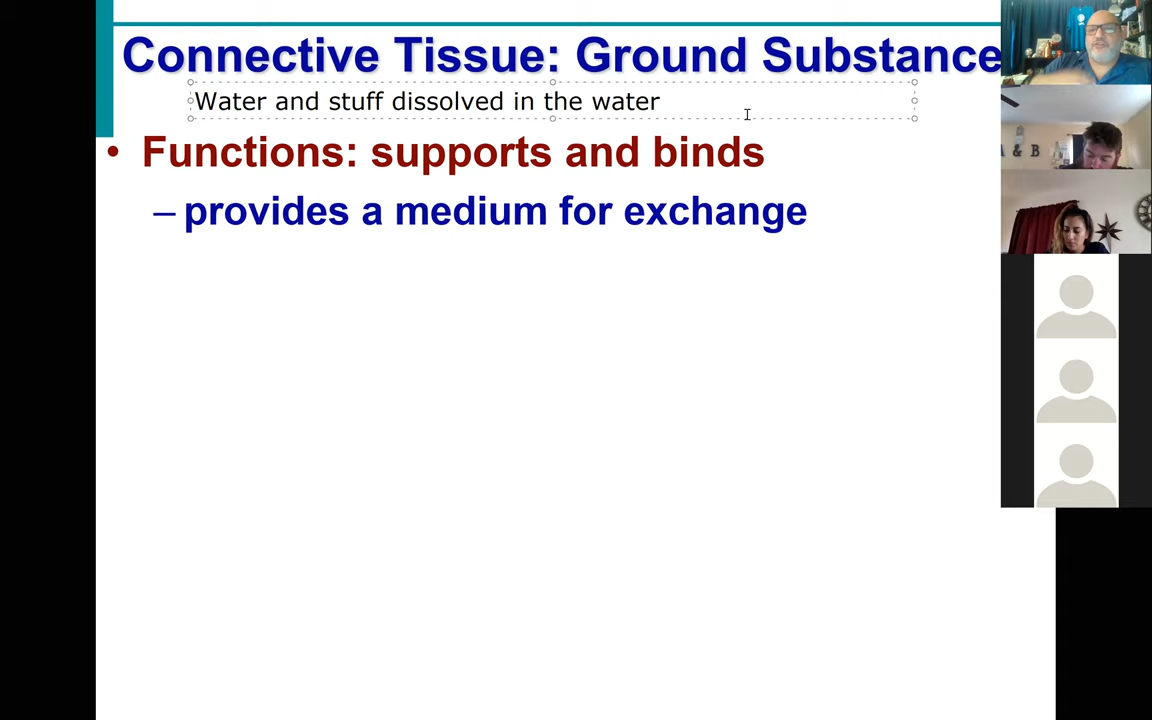 Connective Tissue: Ground Substance
Water and stuff dissolved in the water
• Functions: supports and binds
– provides a medium for exchange
A & B